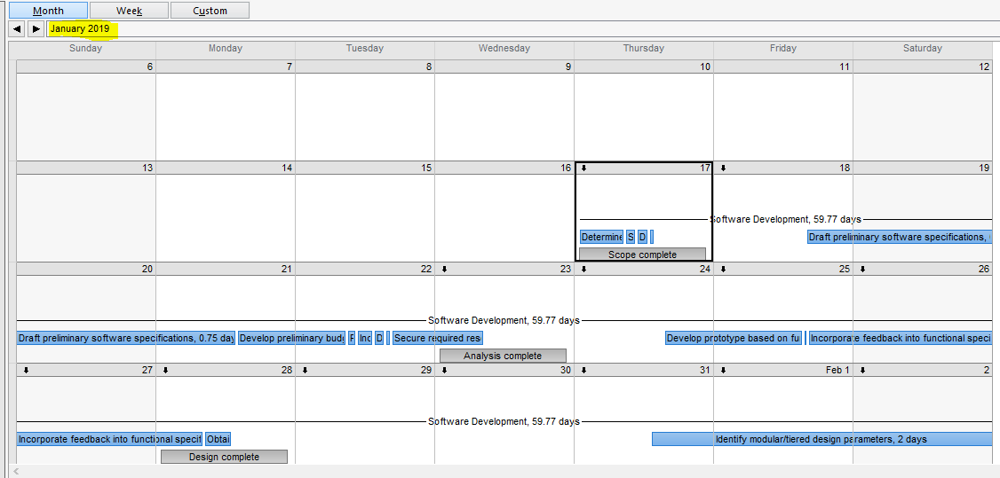 Month Week Custom
January 2019
Sunday Monday Tuesday Wednesday Thursday Friday Saturday
6 7 8 9 10 11 12
13 14 15 16 17 18 19
Software Development, 59.77 days
Determine S D Draft preliminary software specifications,
Scope complete
20 21 22 23 24 25 26
Software Development, 59.77 days
Draft preliminary software specifications, 0.75 day Develop preliminary budg Inc D Secure required res Develop prototype based on fu Incorporate feedback into functional speci
Analysis complete
27 28 29 30 31 Feb 1 2
Software Development, 59.77 days
Incorporate feedback into functional specif Obtai Identify modular/tiered design parameters, 2 days
Design complete